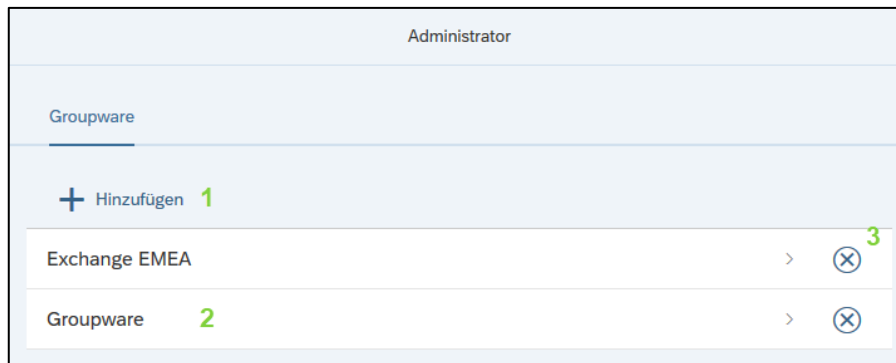 Administrator
Groupware
Hinzufügen 1
Exchange EMEA 3
Groupware 2